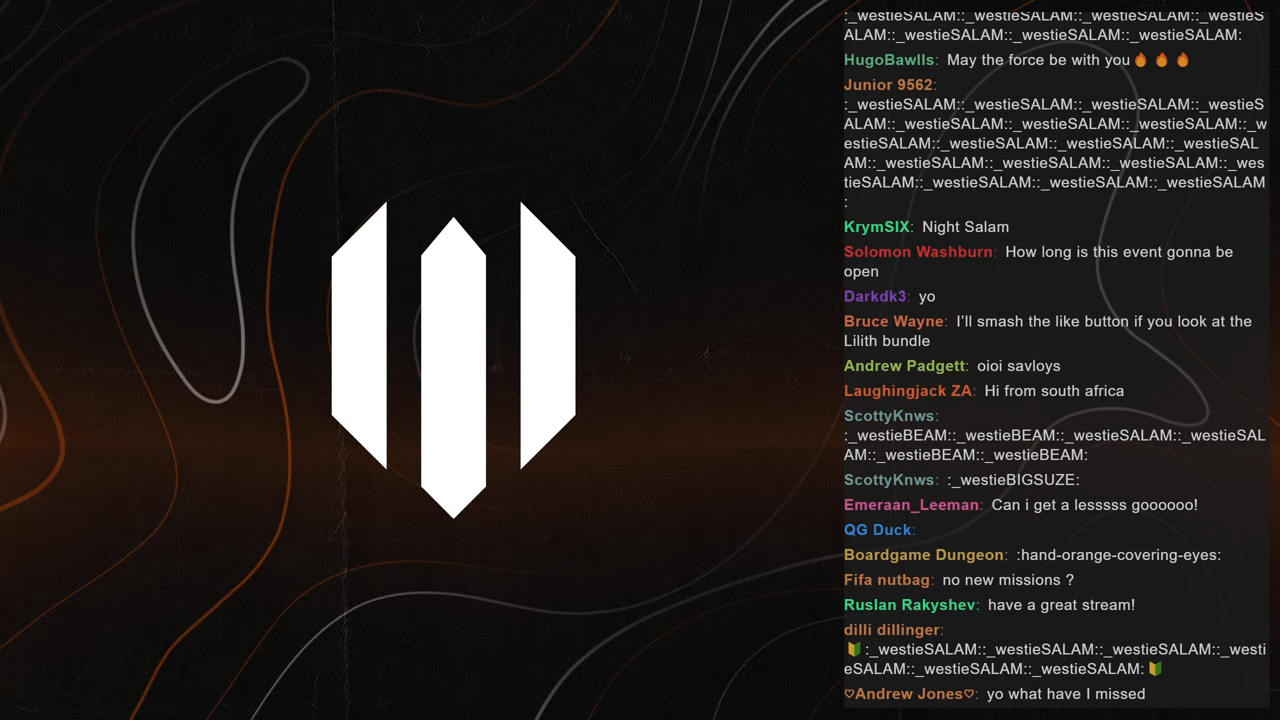 :_westieSALAM::_westieSALAM::_westieSALAM::_westieS
ALAM::_westieSALAM::_westieSALAM::_westieSALAM:
HugoBawlls: May the force be with you🔥🔥🔥
Junior 9562:
:_westieSALAM::_westieSALAM::_westieSALAM::_westieS
ALAM::_westieSALAM::_westieSALAM::_westieSALAM::_w
estieSALAM::_westieSALAM::_westieSALAM::_westieSAL
AM::_westieSALAM::_westieSALAM::_westieSALAM::_wes
tieSALAM::_westieSALAM::_westieSALAM::_westieSALAM
:
KrymSIX: Night Salam
Solomon Washburn: How long is this event gonna be
open
Darkdk3: yo
Bruce Wayne: I’ll smash the like button if you look at the
Lilith bundle
Andrew Padgett: oioi savloys
Laughingjack ZA: Hi from south africa
ScottyKnws:
:_westieBEAM::_westieBEAM::_westieSALAM::_westieSAL
AM::_westieBEAM::_westieBEAM:
ScottyKnws: :_westieBIGSUZE:
Emeraan_Leeman: Can i get a lesssss goooooo!
QG Duck:
Boardgame Dungeon: :hand-orange-covering-eyes:
Fifa nutbag: no new missions ?
Ruslan Rakyshev: have a great stream!
dilli dillinger:
🔰:_westieSALAM::_westieSALAM::_westieSALAM::_westi
eSALAM::_westieSALAM::_westieSALAM:🔰
♡Andrew Jones♡: yo what have I missed